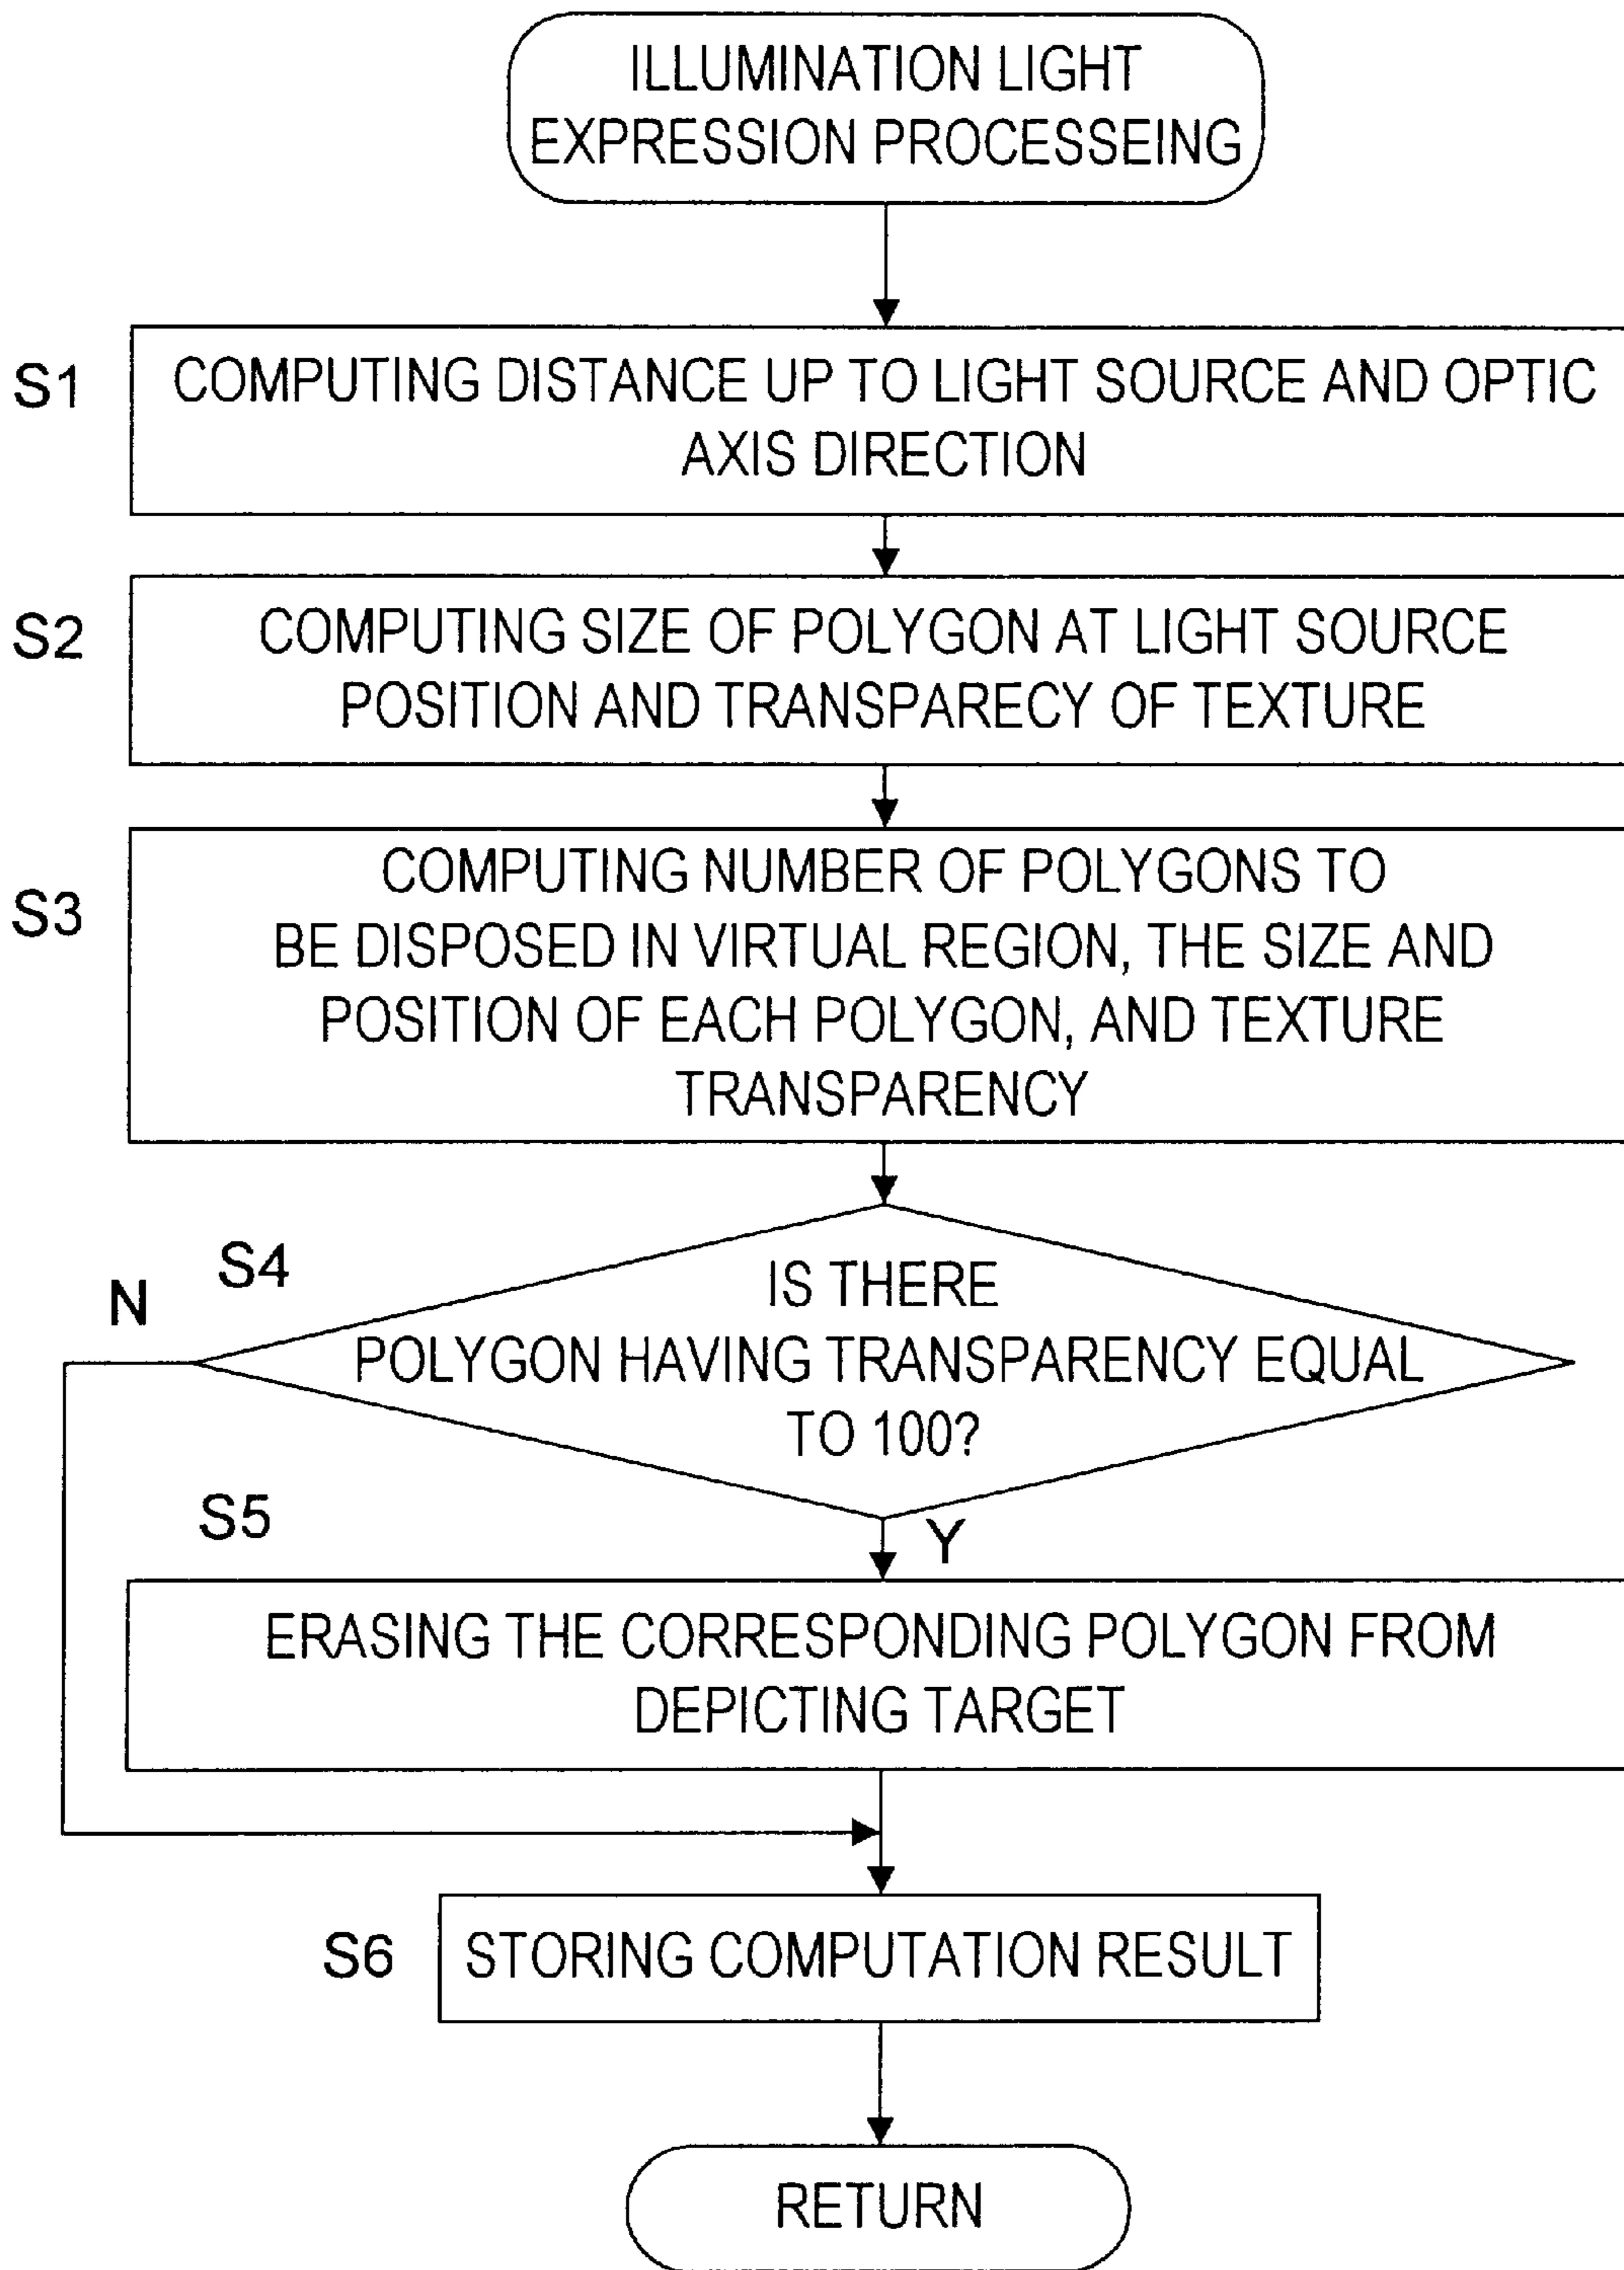 ILLUMINATION LIGHT
EXPRESSION PROCESSEING
S1
COMPUTING DISTANCE UP TO LIGHT SOURCE AND OPTIC
AXIS DIRECTION
S2
COMPUTING SIZE OF POLYGON AT LIGHT SOURCE
POSITION AND TRANSPARECY OF TEXTURE
S3
COMPUTING NUMBER OF POLYGONS TO
BE DISPOSED IN VIRTUAL REGION, THE SIZE AND
POSITION OF EACH POLYGON, AND TEXTURE
TRANSPARENCY
S4
N
IS THERE
POLYGON HAVING TRANSPARENCY EQUAL
TO 100?
S5
Y
ERASING THE CORRESPONDING POLYGON FROM
DEPICTING TARGET
S6
STORING COMPUTATION RESULT
RETURN